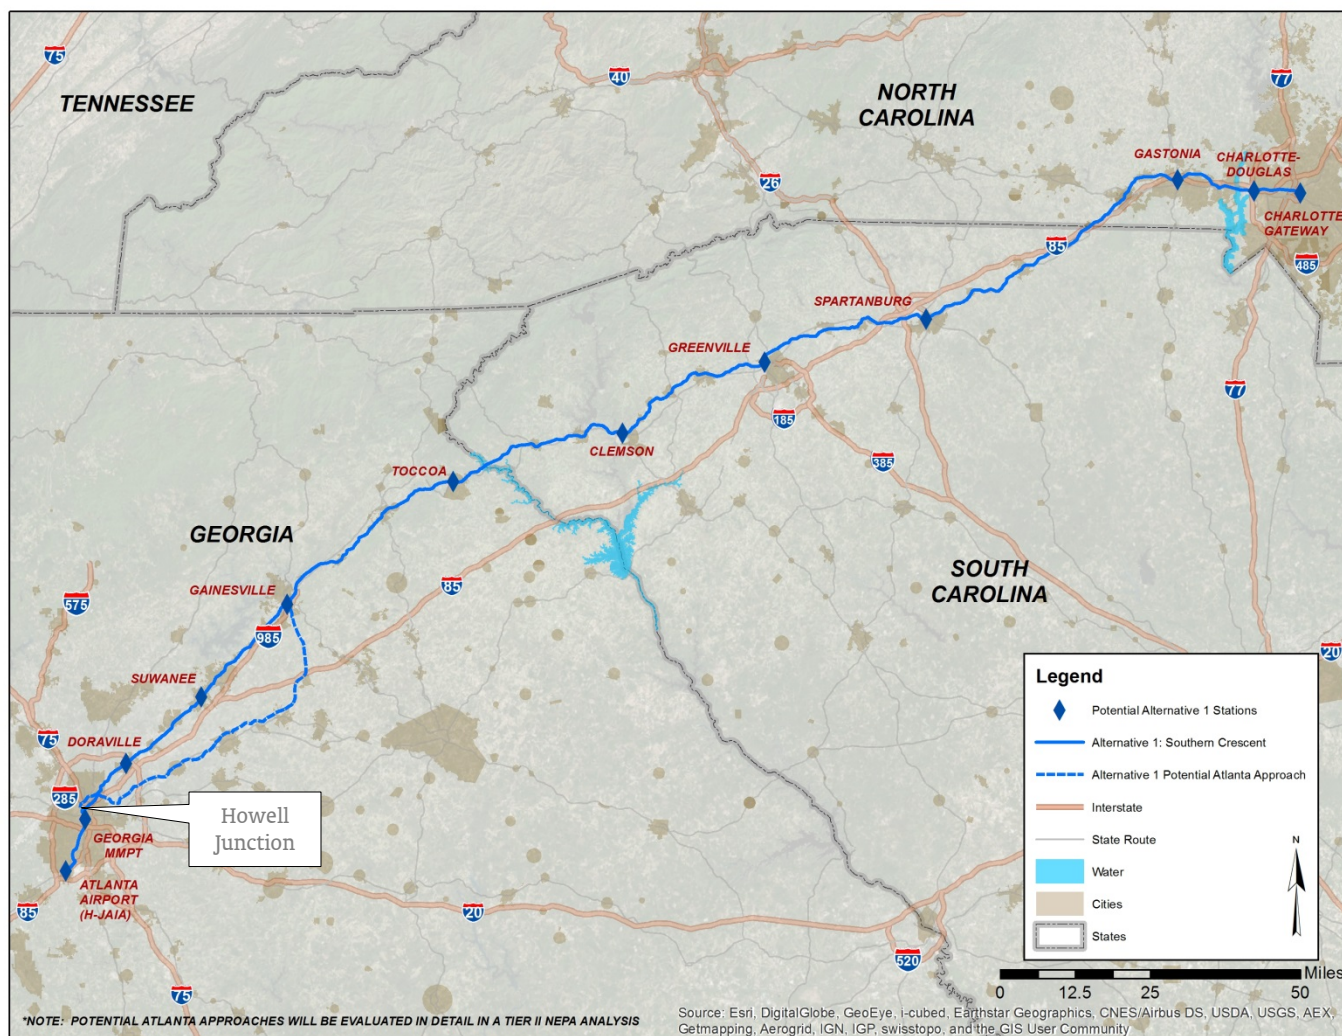 75
40
77
TENNESSEE
NORTH
CAROLINA
GASTONIA
CHARLOTTE-
DOUGLAS
26
CHARLOTTE
GATEWAY
85
485
SPARTANBURG
GREENVILLE
77
185
CLEMSON
385
TOCCOA
GEORGIA
SOUTH
CAROLINA
85
GAINESVILLE
575
985
20
SUWANEE
75
DORAVILLE
285
Howell
Junction
GEORGIA
MMPT
ATLANTA
AIRPORT
(H-JAIA)
85
20
520
75
Legend
Potential Alternative 1 Stations
Alternative 1: Southern Crescent
Alternative 1 Potential Atlanta Approach
Interstate
State Route
Water
Cities
States
N
Miles
0 12.5 25 50
*NOTE: POTENTIAL ATLANTA APPROACHES WILL BE EVALUATED IN DETAIL IN A TIER II NEPA ANALYSIS
Source: Esri, DigitalGlobe, GeoEye, i-cubed, Earthstar Geographics, CNES/Airbus DS, USDA, USGS, AEX,
Getmapping, Aerogrid, IGN, IGP, swisstopo, and the GIS User Community